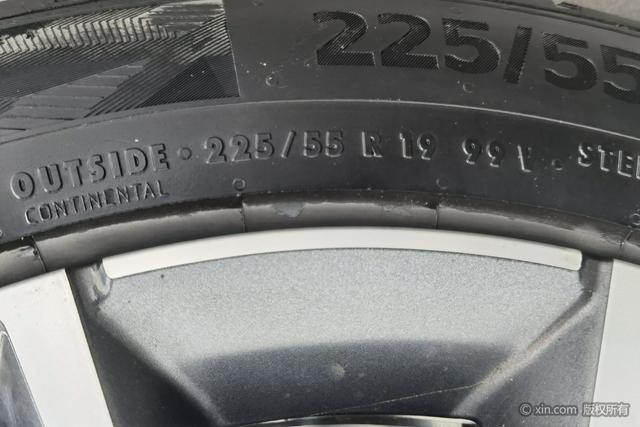 225/55
OUTSIDE · 225/55 R 19 99 V · STE
CONTINENTAL
© xin.com 版权所有